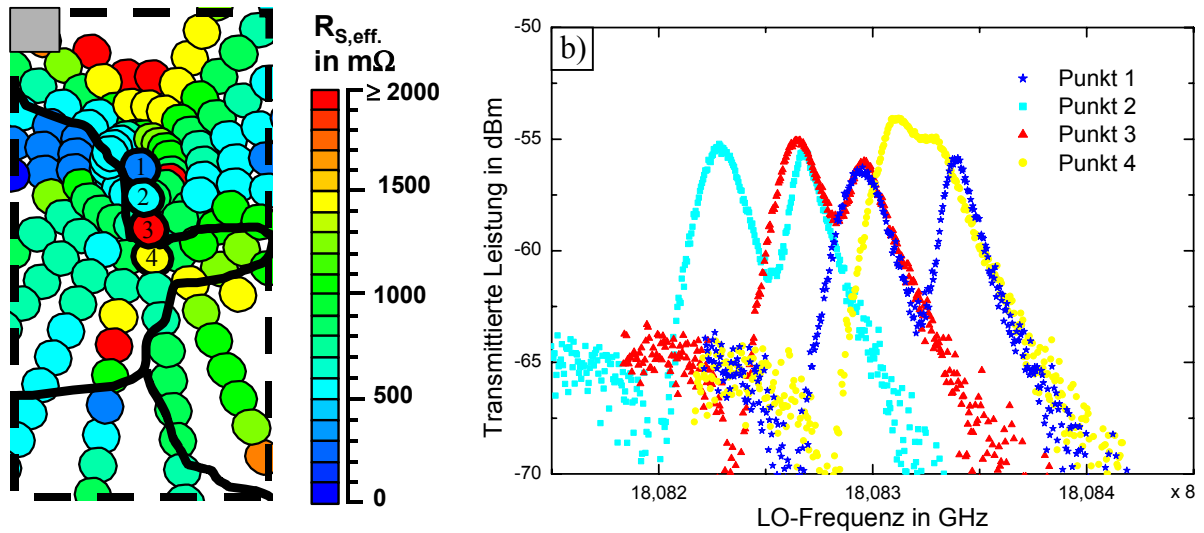 R_S,eff.
in mΩ
≥ 2000
1500
1000
500
0
1
2
3
4
b)
Transmittierte Leistung in dBm
-50
-55
-60
-65
-70
Punkt 1
Punkt 2
Punkt 3
Punkt 4
18,082
18,083
18,084
x 8
LO-Frequenz in GHz